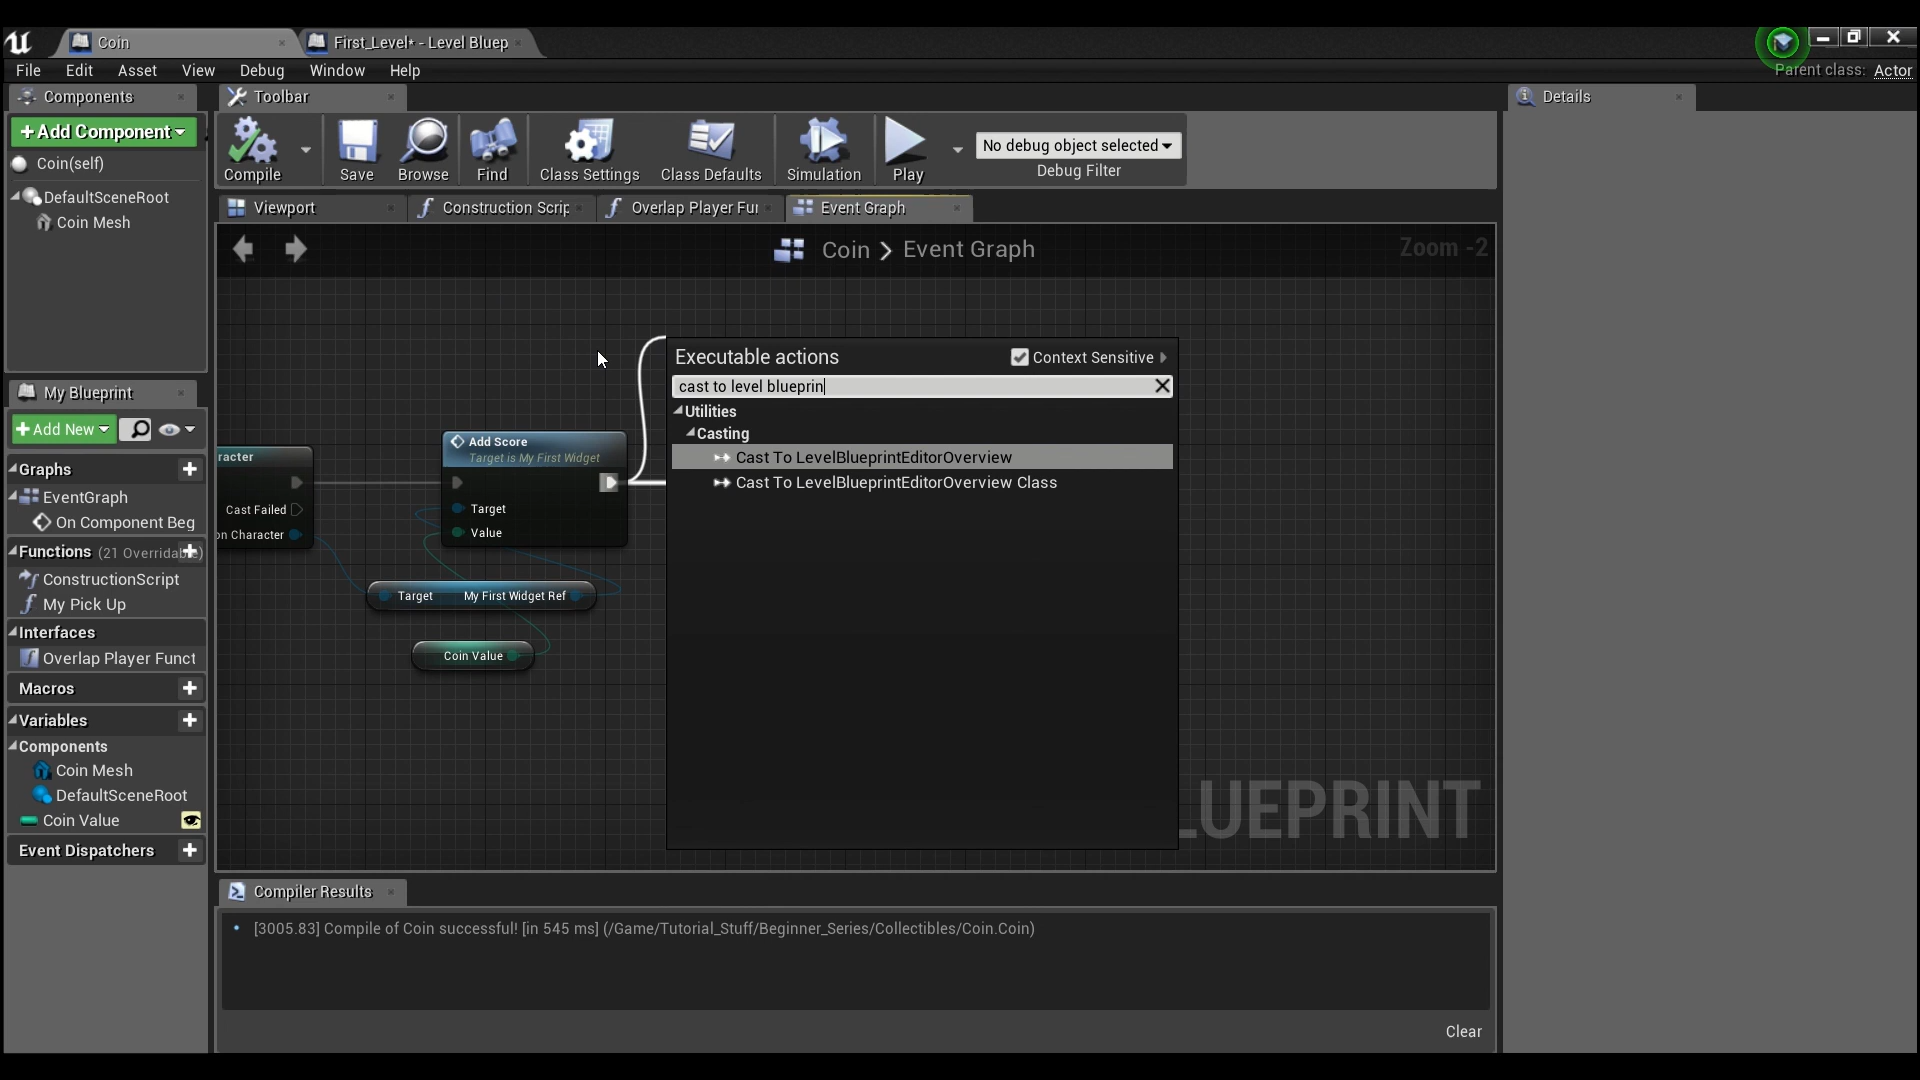 Coin
First_Level* - Level Bluep
File Edit Asset View Debug Window Help
Parent class: Actor
Components
Toolbar
Details
+Add Component
Coin(self)
DefaultSceneRoot
Coin Mesh
Compile
Save
Browse
Find
Class Settings
Class Defaults
Simulation
Play
No debug object selected
Debug Filter
Viewport
Construction Scrip
Overlap Player Fur
Event Graph
Coin > Event Graph
Zoom -2
My Blueprint
+Add New
Graphs
EventGraph
On Component Beg
Functions (21 Overridable)
ConstructionScript
My Pick Up
Interfaces
Overlap Player Funct
Macros
Variables
Components
Coin Mesh
DefaultSceneRoot
Coin Value
Event Dispatchers
racter
Cast Failed
on Character
Add Score
Target is My First Widget
Target
Value
Target My First Widget Ref
Coin Value
Executable actions
Context Sensitive
cast to level blueprin
Utilities
Casting
Cast To LevelBlueprintEditorOverview
Cast To LevelBlueprintEditorOverview Class
LUEPRINT
Compiler Results
[3005.83] Compile of Coin successful! [in 545 ms] (/Game/Tutorial_Stuff/Beginner_Series/Collectibles/Coin.Coin)
Clear